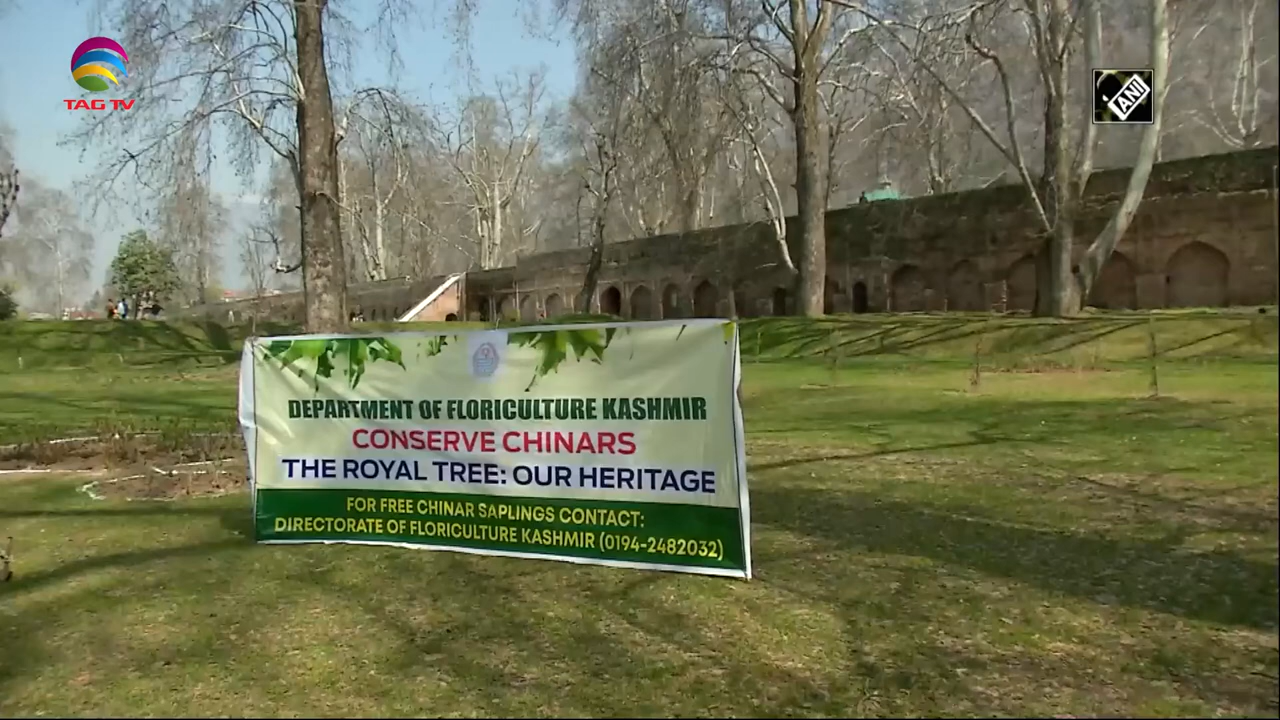 TAG TV
ANI
DEPARTMENT OF FLORICULTURE KASHMIR
CONSERVE CHINARS
THE ROYAL TREE: OUR HERITAGE
FOR FREE CHINAR SAPLINGS CONTACT:
DIRECTORATE OF FLORICULTURE KASHMIR (0194-2482032)